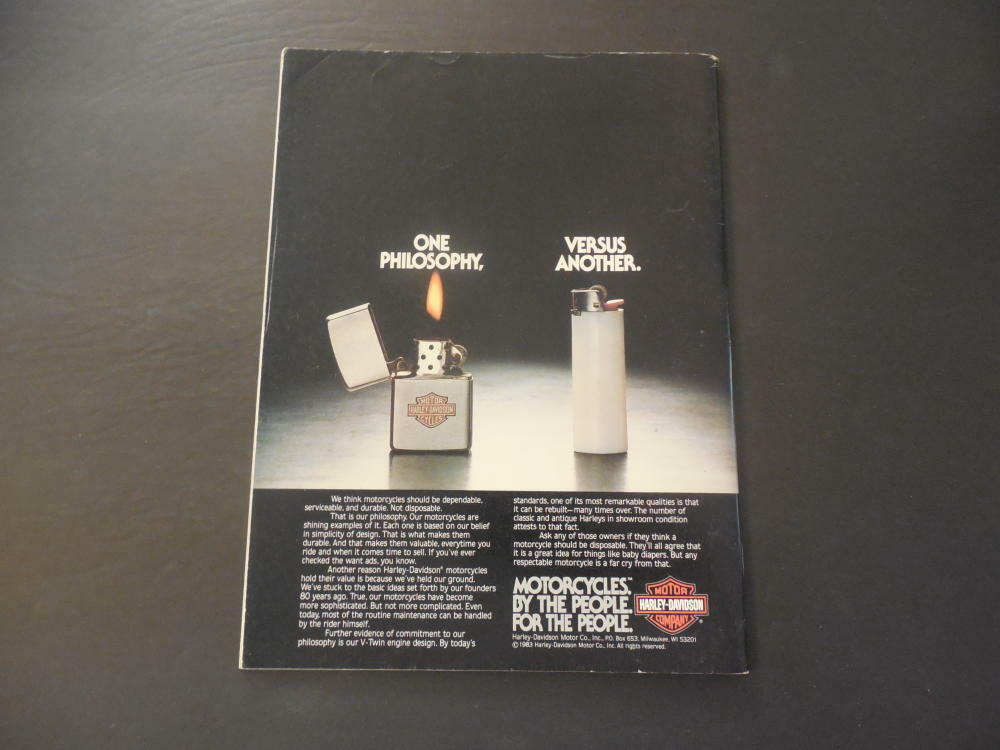 ONE
PHILOSOPHY,
VERSUS
ANOTHER.
MOTOR
HARLEY-DAVIDSON
CYCLES
We think motorcycles should be dependable,
serviceable, and durable. Not disposable.
That is our philosophy. Our motorcycles are
shining examples of it. Each one is based on our belief
in simplicity of design. That is what makes them
durable. And that makes them valuable, everytime you
ride and when it comes time to sell. If you've ever
checked the want ads, you know.
Another reason Harley-Davidson® motorcycles
hold their value is because we've held our ground.
We've stuck to the basic ideas set forth by our founders
80 years ago. True, our motorcycles have become
more sophisticated. But not more complicated. Even
today, most of the routine maintenance can be handled
by the rider himself.
Further evidence of commitment to our
philosophy is our V-Twin engine design. By today's
standards, one of its most remarkable qualities is that
it can be rebuilt—many times over. The number of
classic and antique Harleys in showroom condition
attests to that fact.
Ask any of those owners if they think a
motorcycle should be disposable. They'll all agree that
it is a great idea for things like baby diapers. But any
respectable motorcycle is a far cry from that.
MOTORCYCLES.™
BY THE PEOPLE.
FOR THE PEOPLE.
MOTOR
HARLEY-DAVIDSON
COMPANY
®
Harley-Davidson Motor Co., Inc., P.O. Box 653, Milwaukee, WI 53201
© 1983 Harley-Davidson Motor Co., Inc. All rights reserved.